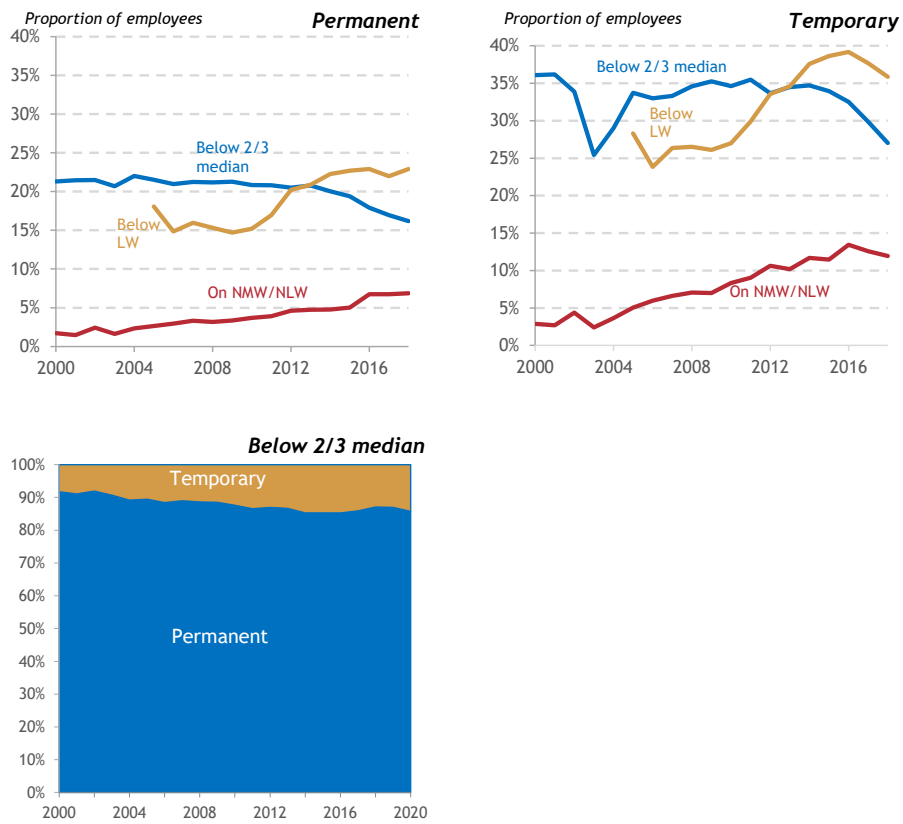 Proportion of employees
Permanent
40%
35%
30%
25%
20%
15%
10%
5%
0%
Below 2/3
median
Below
LW
On NMW/NLW
2000
2004
2008
2012
2016
Proportion of employees
Temporary
40%
35%
30%
25%
20%
15%
10%
5%
0%
Below 2/3 median
Below
LW
On NMW/NLW
2000
2004
2008
2012
2016
Below 2/3 median
100%
90%
80%
70%
60%
50%
40%
30%
20%
10%
0%
Temporary
Permanent
2000
2004
2008
2012
2016
2020